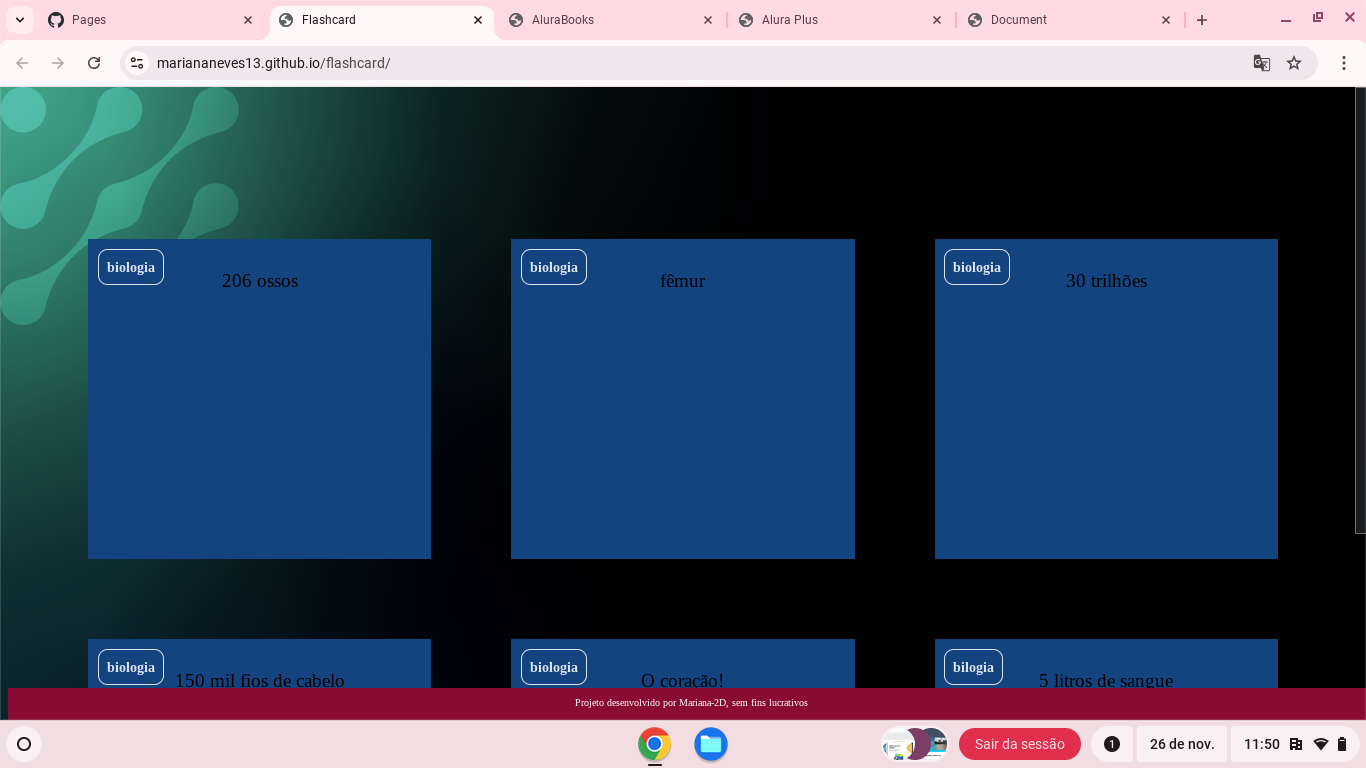 Pages
Flashcard
AluraBooks
Alura Plus
Document
mariananeves13.github.io/flashcard/
biologia
206 ossos
biologia
fêmur
biologia
30 trilhões
biologia
150 mil fios de cabelo
biologia
O coração!
bilogia
5 litros de sangue
Projeto desenvolvido por Mariana-2D, sem fins lucrativos
Sair da sessão
1
26 de nov.
11:50